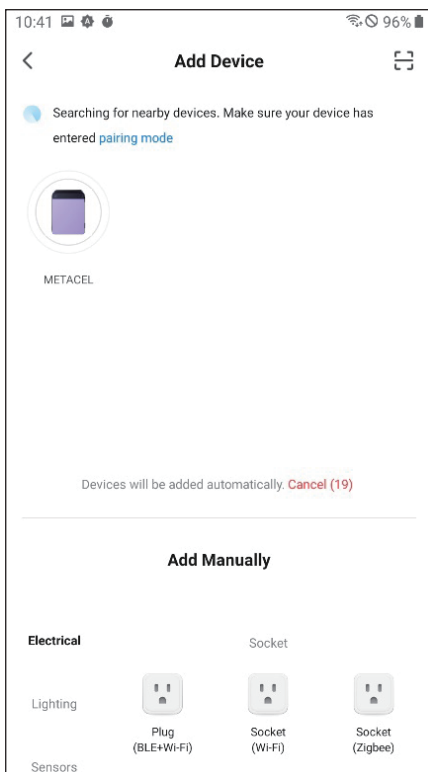 10:41 96%
Add Device
Searching for nearby devices. Make sure your device has
entered pairing mode
METACEL
Devices will be added automatically. Cancel (19)
Add Manually
Electrical
Socket
Lighting
Plug
(BLE+Wi-Fi)
Socket
(Wi-Fi)
Socket
(Zigbee)
Sensors